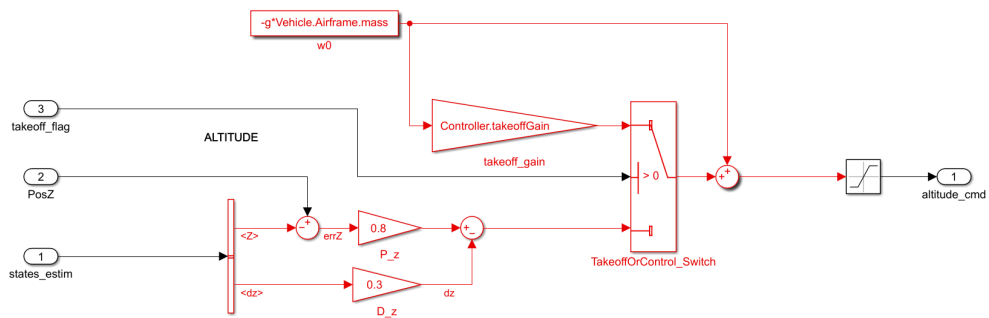 -g*Vehicle.Airframe.mass
w0
3
takeoff_flag
ALTITUDE
Controller.takeoffGain
takeoff_gain
> 0
+
+
1
altitude_cmd
2
PosZ
+
−
<Z>
errZ
0.8
P_z
+
−
TakeoffOrControl_Switch
1
states_estim
<dz>
0.3
D_z
dz